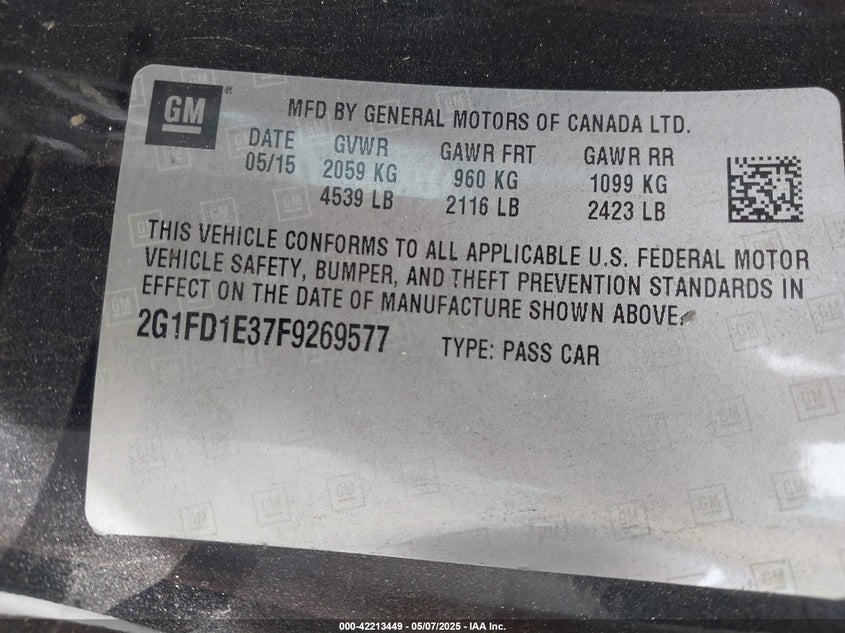 GM®
MFD BY GENERAL MOTORS OF CANADA LTD.
DATE GVWR GAWR FRT GAWR RR
05/15 2059 KG 960 KG 1099 KG
4539 LB 2116 LB 2423 LB
THIS VEHICLE CONFORMS TO ALL APPLICABLE U.S. FEDERAL MOTOR
VEHICLE SAFETY, BUMPER, AND THEFT PREVENTION STANDARDS IN
EFFECT ON THE DATE OF MANUFACTURE SHOWN ABOVE.
2G1FD1E37F9269577 TYPE: PASS CAR
000-42213449 — 05/07/2025 - IAA Inc.